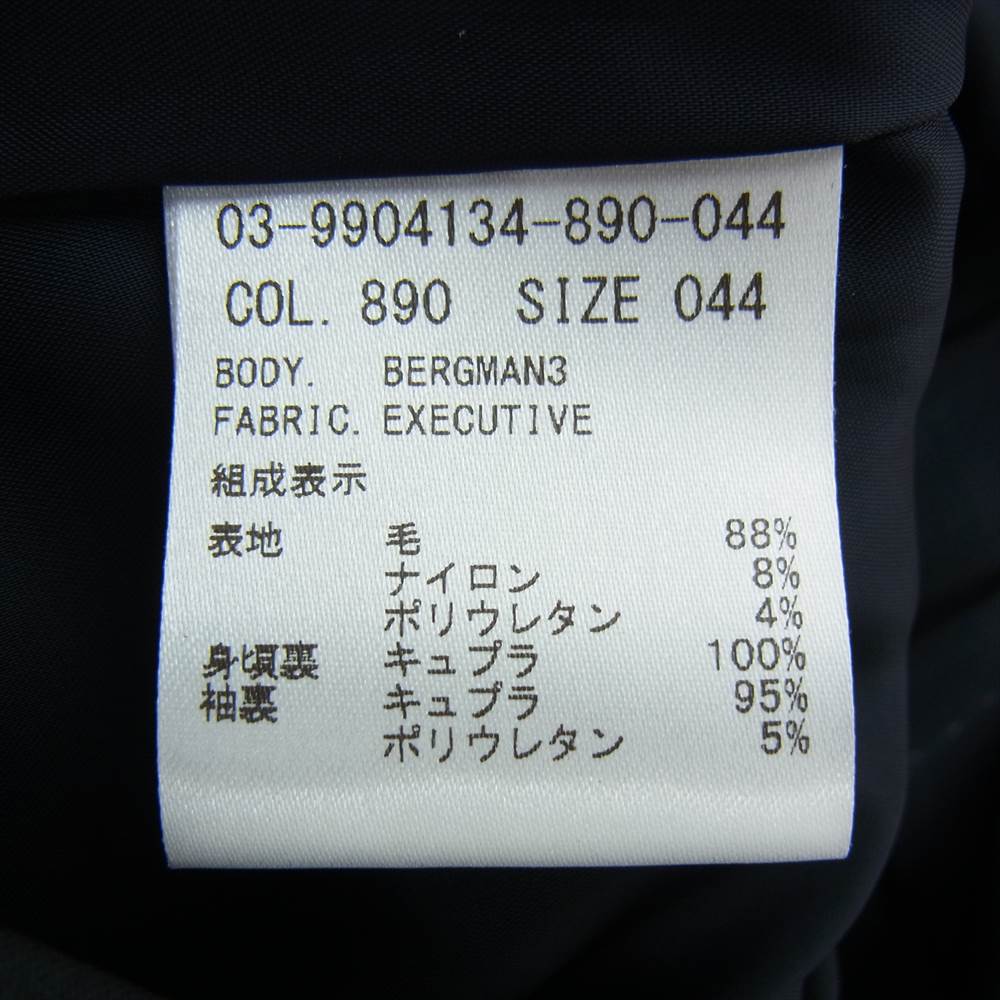 03-9904134-890-044
COL. 890 SIZE 044
BODY. BERGMAN3
FABRIC. EXECUTIVE
組成表示
表地 毛 88%
ナイロン 8%
ポリウレタン 4%
身頃裏 キュプラ 100%
袖裏 キュプラ 95%
ポリウレタン 5%